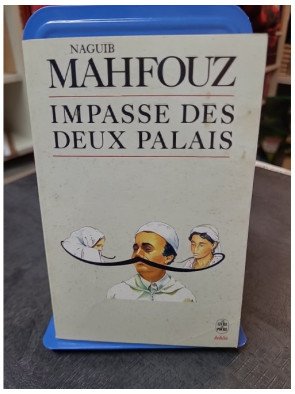 NAGUIB
MAHFOUZ
IMPASSE DES
DEUX PALAIS